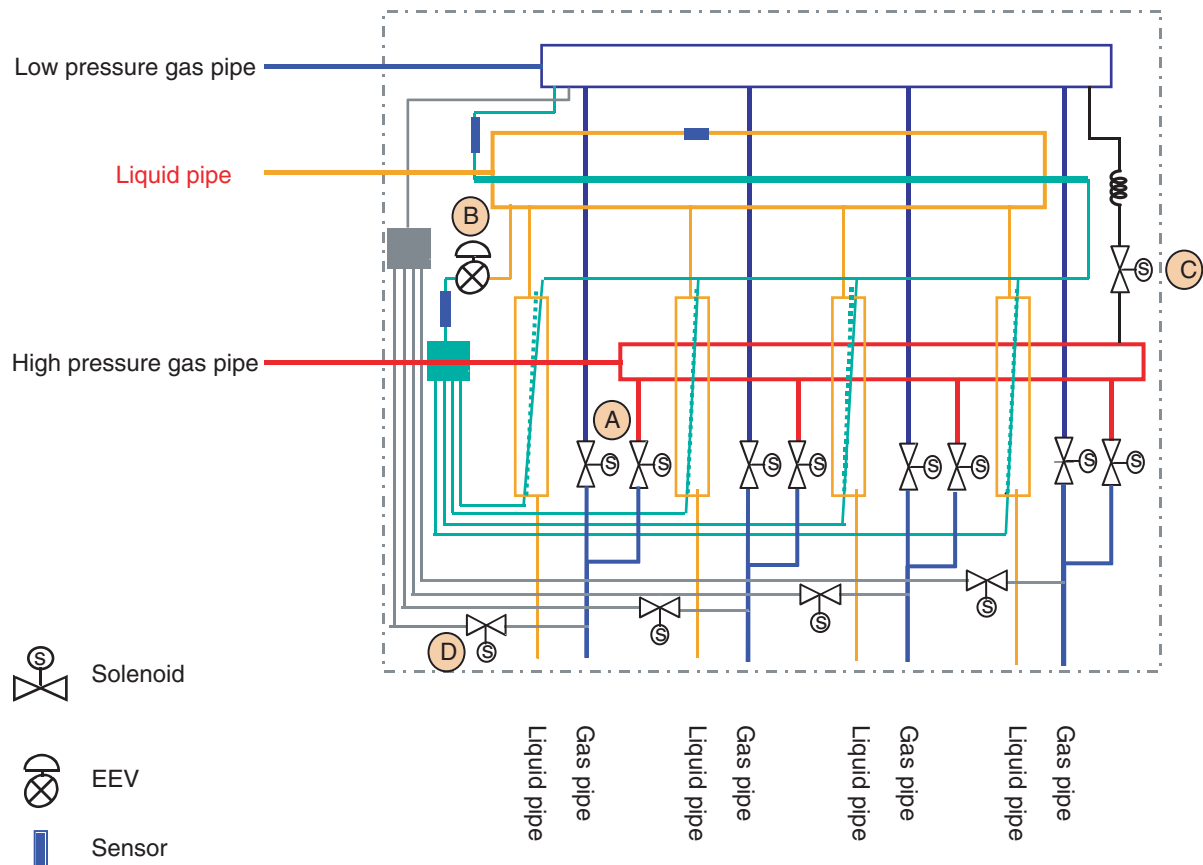 Low pressure gas pipe
Liquid pipe
B
S
C
High pressure gas pipe
A
S
S
S
S
S
S
S
S
S
S
S
S
D
S
Solenoid
EEV
Sensor
Liquid pipe
Gas pipe
Liquid pipe
Gas pipe
Liquid pipe
Gas pipe
Liquid pipe
Gas pipe